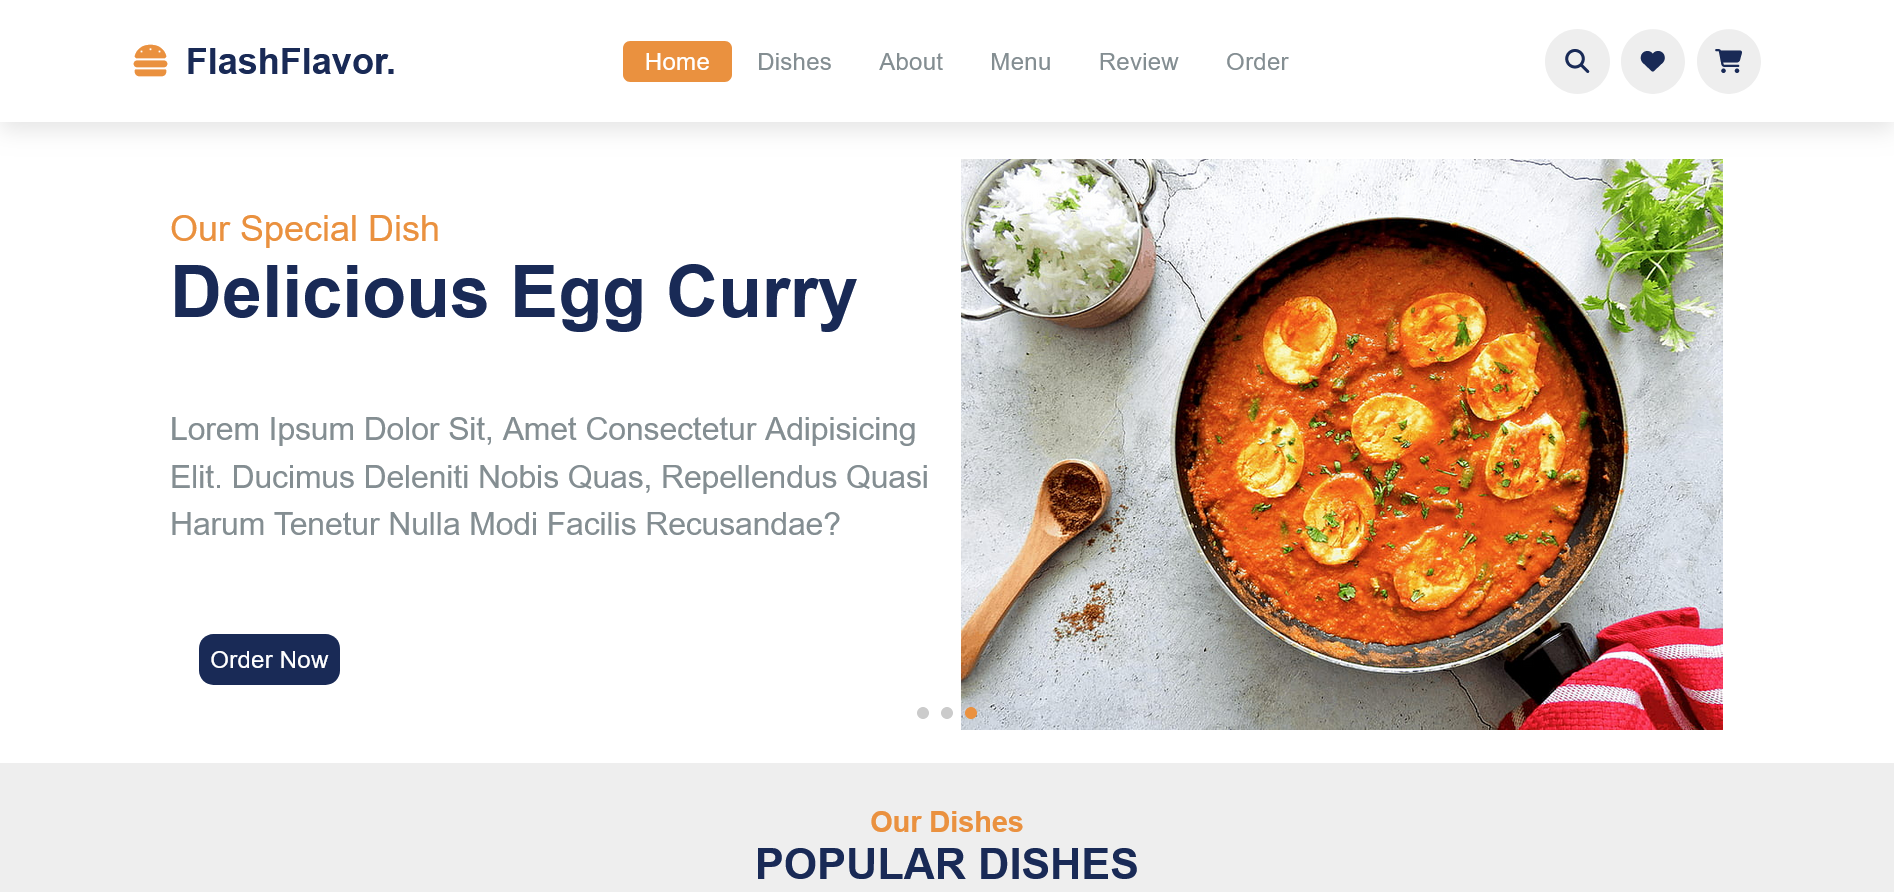 FlashFlavor.
Home
Dishes
About
Menu
Review
Order
Our Special Dish
Delicious Egg Curry
Lorem Ipsum Dolor Sit, Amet Consectetur Adipisicing
Elit. Ducimus Deleniti Nobis Quas, Repellendus Quasi
Harum Tenetur Nulla Modi Facilis Recusandae?
Order Now
Our Dishes
POPULAR DISHES